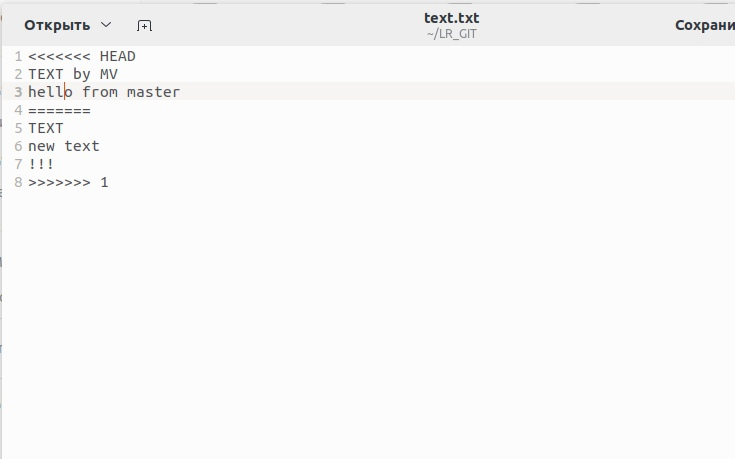 Открыть
text.txt
~/LR_GIT
Сохрани
1 <<<<<<< HEAD
2 TEXT by MV
3 hello from master
4 =======
5 TEXT
6 new text
7 !!!
8 >>>>>>> 1